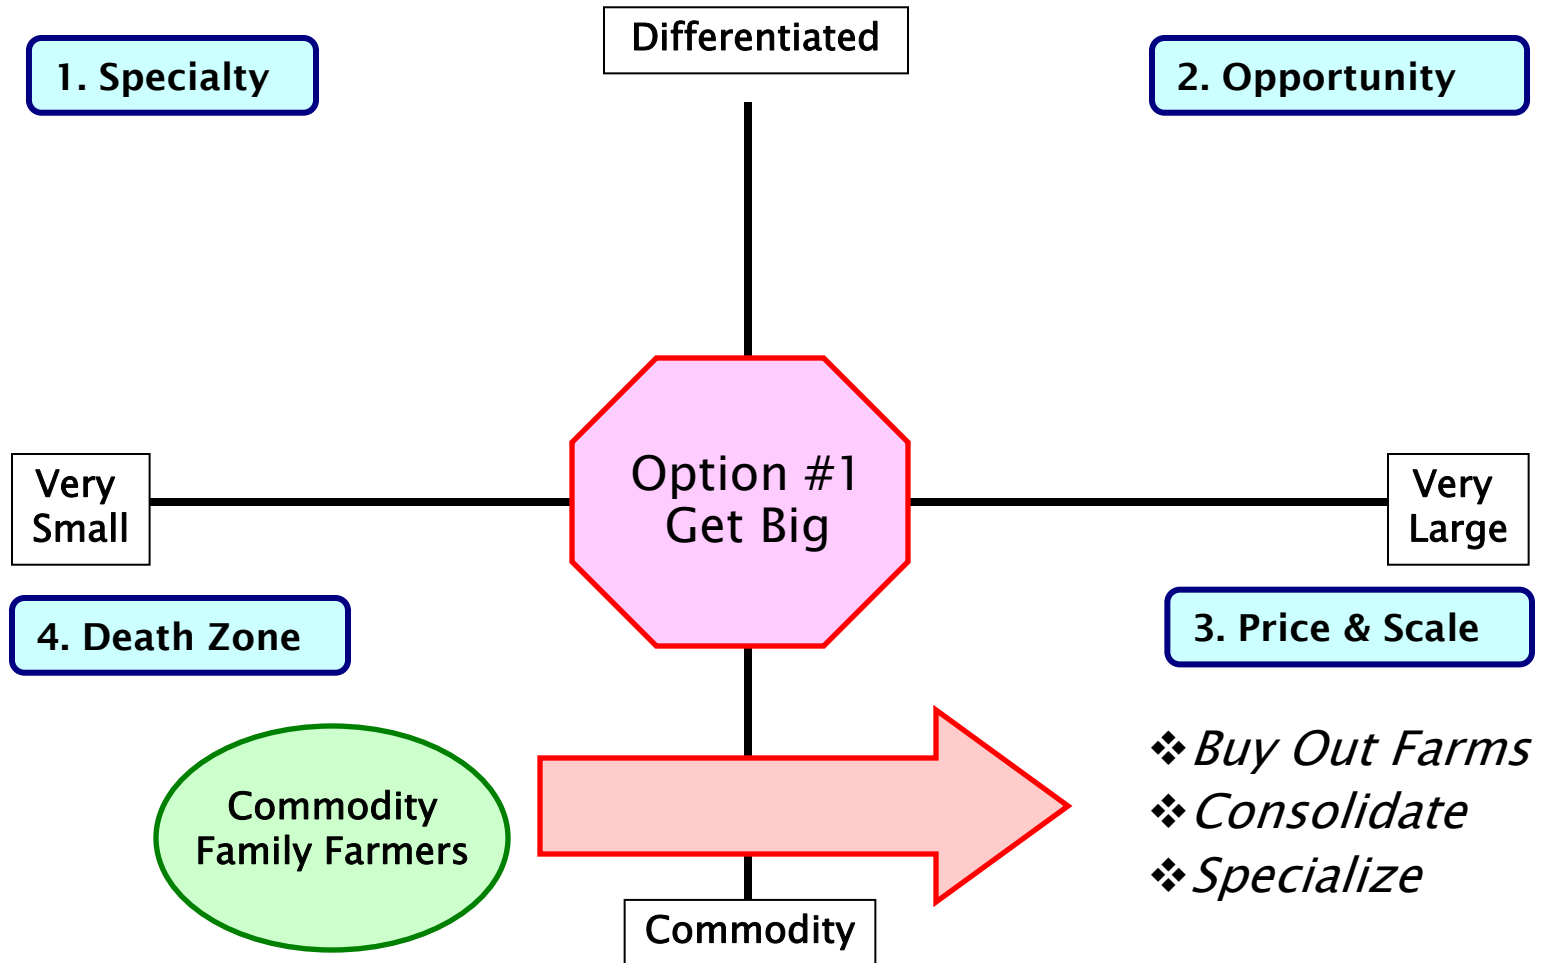 Differentiated
1. Specialty
2. Opportunity
Option #1
Get Big
Very
Small
Very
Large
4. Death Zone
3. Price & Scale
Commodity
Family Farmers
❖Buy Out Farms
❖Consolidate
❖Specialize
Commodity